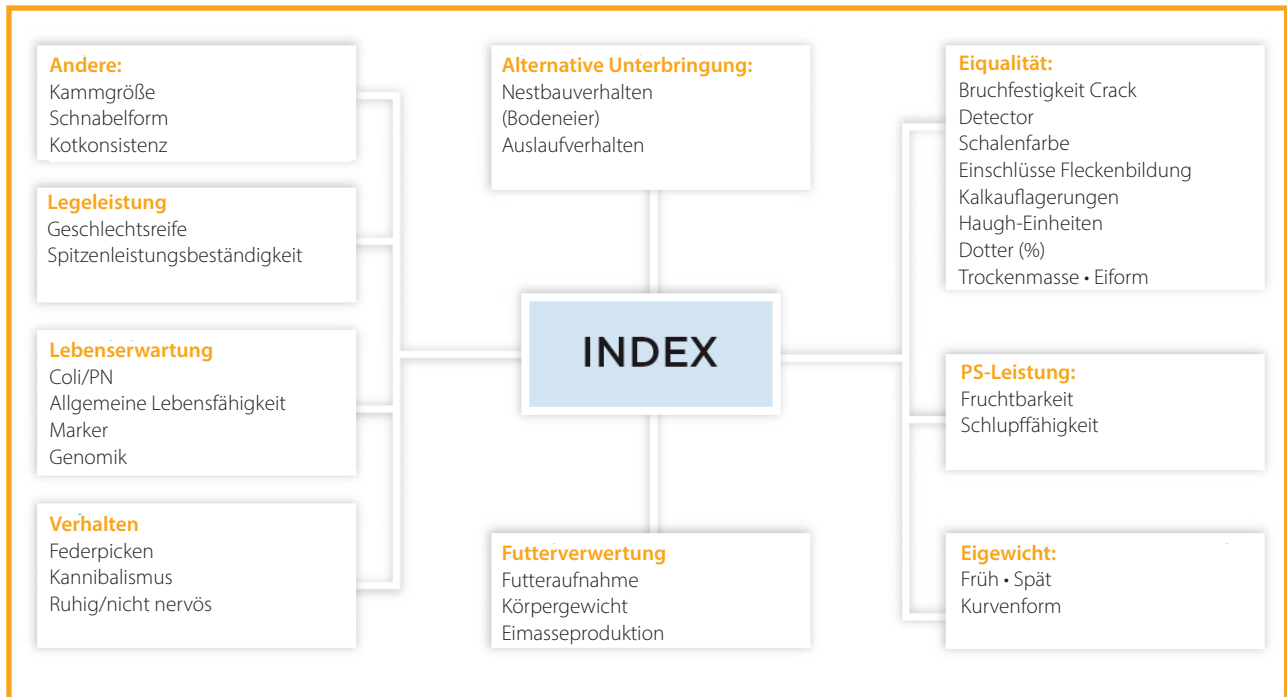 Andere:
Kammgröße
Schnabelform
Kotkonsistenz
Legeleistung
Geschlechtsreife
Spitzenleistungsbeständigkeit
Lebenserwartung
Coli/PN
Allgemeine Lebensfähigkeit
Marker
Genomik
Verhalten
Federpicken
Kannibalismus
Ruhig/nicht nervös
Alternative Unterbringung:
Nestbauverhalten
(Bodeneier)
Auslaufverhalten
INDEX
Futterverwertung
Futteraufnahme
Körpergewicht
Eimasseproduktion
Eiqualität:
Bruchfestigkeit Crack
Detector
Schalenfarbe
Einschlüsse Fleckenbildung
Kalkauflagerungen
Haugh-Einheiten
Dotter (%)
Trockenmasse • Eiform
PS-Leistung:
Fruchtbarkeit
Schlupffähigkeit
Eigewicht:
Früh • Spät
Kurvenform